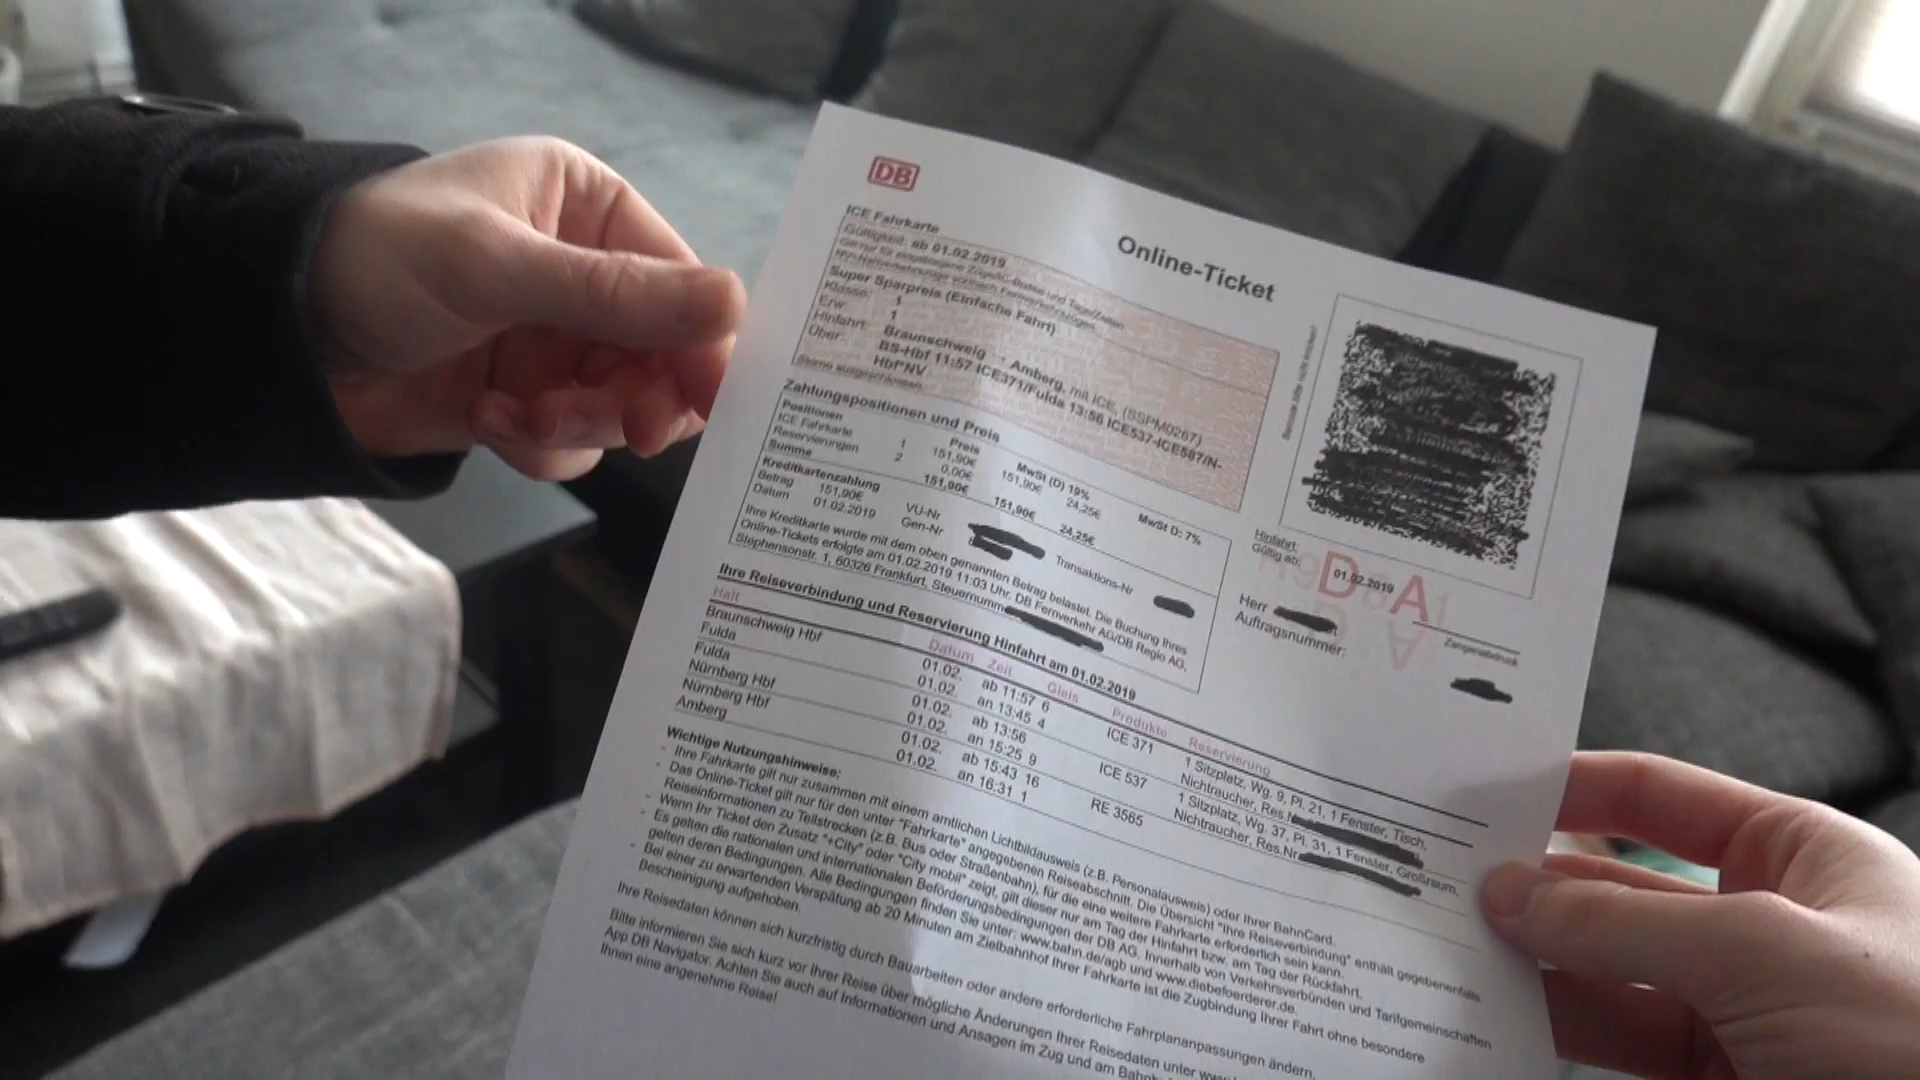 DB
Online-Ticket
ICE Fahrkarte
Gültigkeit: ab 01.02.2019
Super Sparpreis (Einfache Fahrt)
Klasse: 1
Erw: 1
Hinfahrt: Braunschweig Amberg, mit ICE, (SSPM0267)
Über: BS-Hbf 11:57 ICE371/Fulda 13:56 ICE537-ICE587/N-
Hbf*NV
Storno ausgeschlossen.
Barcode bitte nicht knicken!
Zahlungspositionen und Preis
Positionen Preis MwSt (D) 19% MwSt D: 7%
ICE Fahrkarte 1 151,90€ 151,90€ 24,25€
Reservierungen 2 0,00€
Summe 151,90€ 151,90€ 24,25€
Kreditkartenzahlung
Betrag 151,90€ VU-Nr Transaktions-Nr
Datum 01.02.2019 Gen-Nr
Ihre Kreditkarte wurde mit dem oben genannten Betrag belastet. Die Buchung Ihres
Online-Tickets erfolgte am 01.02.2019 11:03 Uhr. DB Fernverkehr AG/DB Regio AG,
Stephensonstr. 1, 60326 Frankfurt, Steuernumm
Hinfahrt:
Gültig ab: 01.02.2019
D A
Herr
Auftragsnummer:
Zangenabdruck
Ihre Reiseverbindung und Reservierung Hinfahrt am 01.02.2019
Halt Datum Zeit Gleis Produkte Reservierung
Braunschweig Hbf 01.02. ab 11:57 6 ICE 371 1 Sitzplatz, Wg. 9, Pl. 21, 1 Fenster, Tisch,
Fulda 01.02. an 13:45 4 Nichtraucher, Res.Nr
Fulda 01.02. ab 13:56 ICE 537 1 Sitzplatz, Wg. 37, Pl. 31, 1 Fenster, Großraum,
Nürnberg Hbf 01.02. an 15:25 9 Nichtraucher, Res.Nr
Nürnberg Hbf 01.02. ab 15:43 16 RE 3565
Amberg 01.02. an 16:31 1
Wichtige Nutzungshinweise:
- Ihre Fahrkarte gilt nur zusammen mit einem amtlichen Lichtbildausweis (z.B. Personalausweis) oder Ihrer BahnCard.
- Das Online-Ticket gilt nur für den unter "Fahrkarte" angegebenen Reiseabschnitt. Die Übersicht "Ihre Reiseverbindung" enthält gegebenenfalls
Reiseinformationen zu Teilstrecken (z.B. Bus oder Straßenbahn), für die eine weitere Fahrkarte erforderlich sein kann.
- Wenn Ihr Ticket den Zusatz "+City" oder "City mobil" zeigt, gilt dieser nur am Tag der Hinfahrt bzw. am Tag der Rückfahrt.
- Es gelten die nationalen und internationalen Beförderungsbedingungen der DB AG. Innerhalb von Verkehrsverbünden und Tarifgemeinschaften
gelten deren Bedingungen. Alle Bedingungen finden Sie unter: www.bahn.de/agb und www.diebefoerderer.de.
- Bei einer zu erwartenden Verspätung ab 20 Minuten am Zielbahnhof Ihrer Fahrkarte ist die Zugbindung Ihrer Fahrt ohne besondere
Bescheinigung aufgehoben.
Ihre Reisedaten können sich kurzfristig durch Bauarbeiten oder andere erforderliche Fahrplananpassungen ändern.
Bitte informieren Sie sich kurz vor Ihrer Reise über mögliche Änderungen Ihrer Reisedaten unter
App DB Navigator. Achten Sie auch auf Informationen und Ansagen im Zug und am
Ihnen eine angenehme Reise!